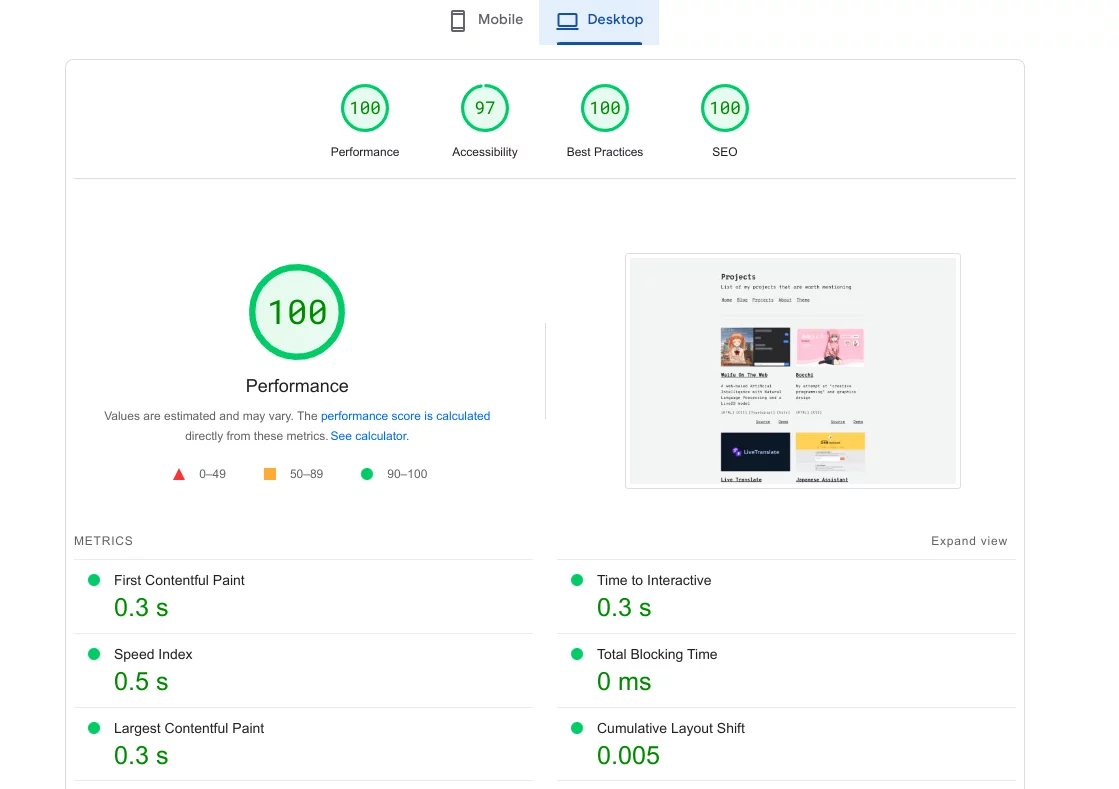 Mobile
Desktop
100
97
100
100
Performance
Accessibility
Best Practices
SEO
100
Performance
Values are estimated and may vary. The performance score is calculated
directly from these metrics. See calculator.
0–49
50–89
90–100
Projects
List of my projects that are worth mentioning
Home Blog Projects About Theme
Waifu On The Web
A web-based Artificial
Intelligence with Natural
Language Processing and a
Live2D model
Source Demo
Bocchi
My attempt at "creative
programming" and graphics
design
Source Demo
LiveTranslate
Live Translate
Japanese Assistant
METRICS
Expand view
First Contentful Paint
0.3 s
Time to Interactive
0.3 s
Speed Index
0.5 s
Total Blocking Time
0 ms
Largest Contentful Paint
0.3 s
Cumulative Layout Shift
0.005